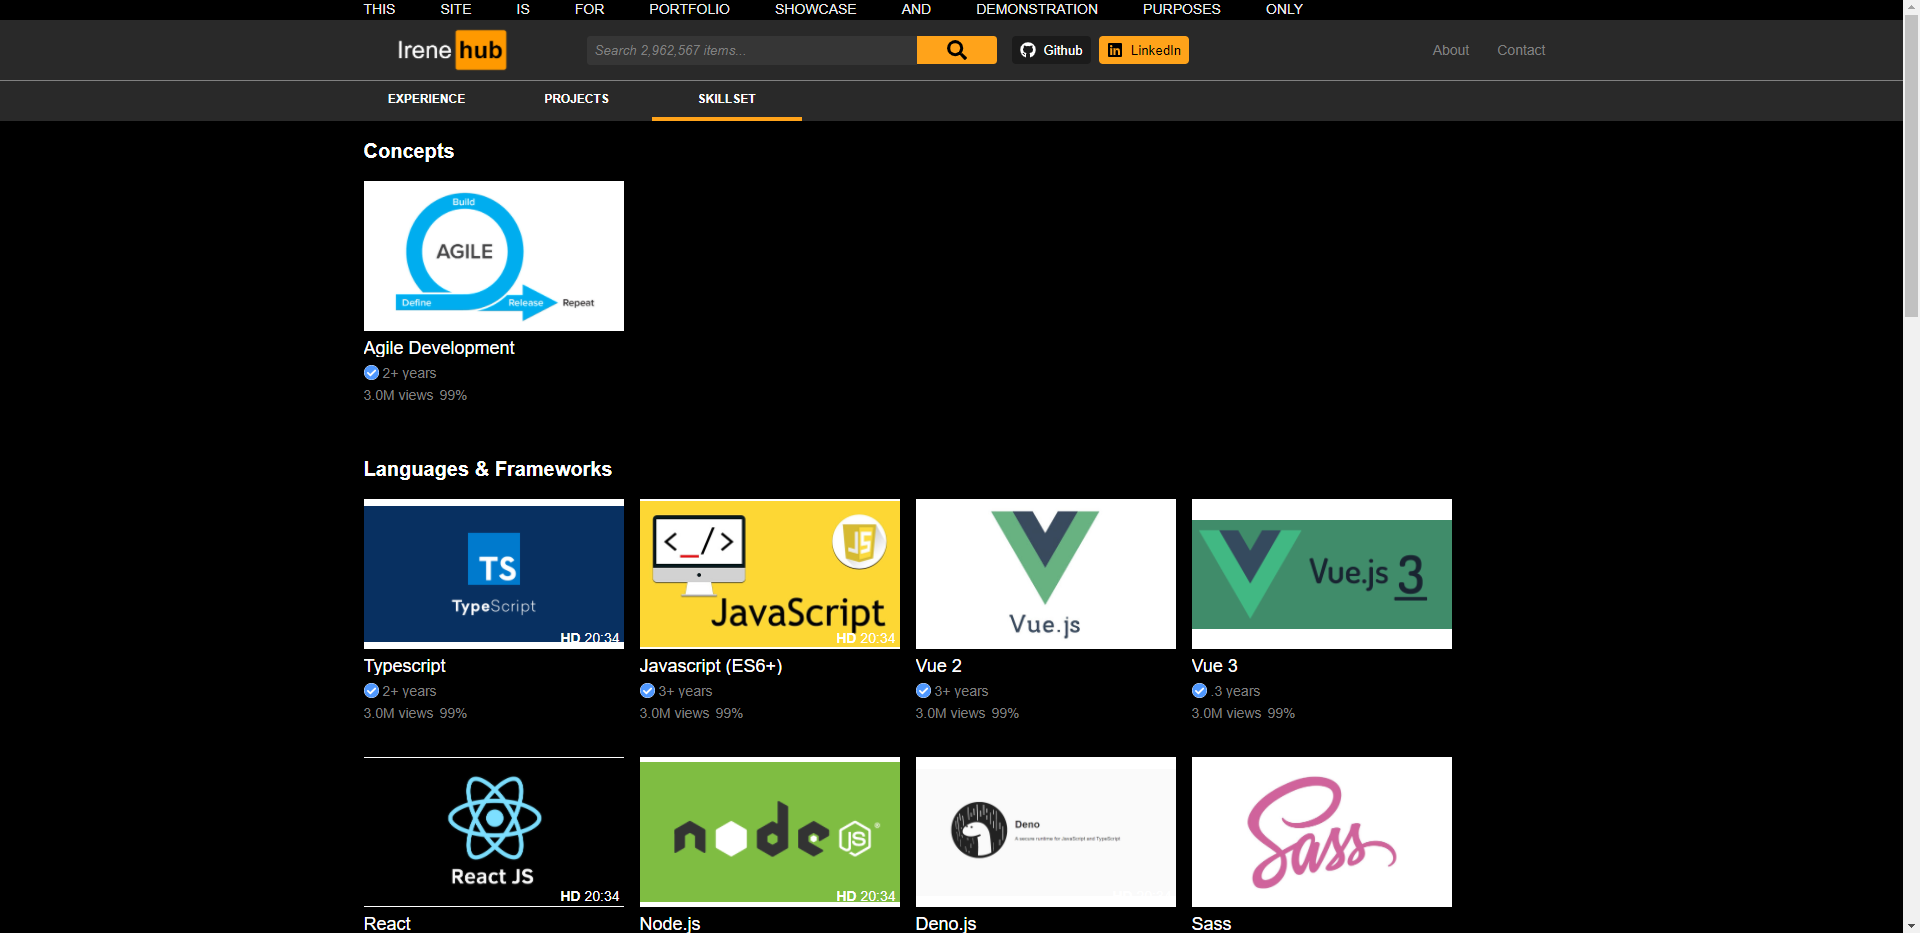 THIS SITE IS FOR PORTFOLIO SHOWCASE AND DEMONSTRATION PURPOSES ONLY
Irene hub
Search 2,962,567 items...
Github
LinkedIn
About
Contact
EXPERIENCE
PROJECTS
SKILLSET
Concepts
Build
AGILE
Define
Release
Repeat
Agile Development
2+ years
3.0M views 99%
Languages & Frameworks
TS
TypeScript
HD 20:34
Typescript
2+ years
3.0M views 99%
<_/>
JS
JavaScript
HD 20:34
Javascript (ES6+)
3+ years
3.0M views 99%
Vue.js
Vue 2
3+ years
3.0M views 99%
Vue.js 3
Vue 3
.3 years
3.0M views 99%
React JS
HD 20:34
React
node
JS
®
HD 20:34
Node.js
Deno
A secure runtime for JavaScript and TypeScript
HD 20:34
Deno.js
Sass
Sass